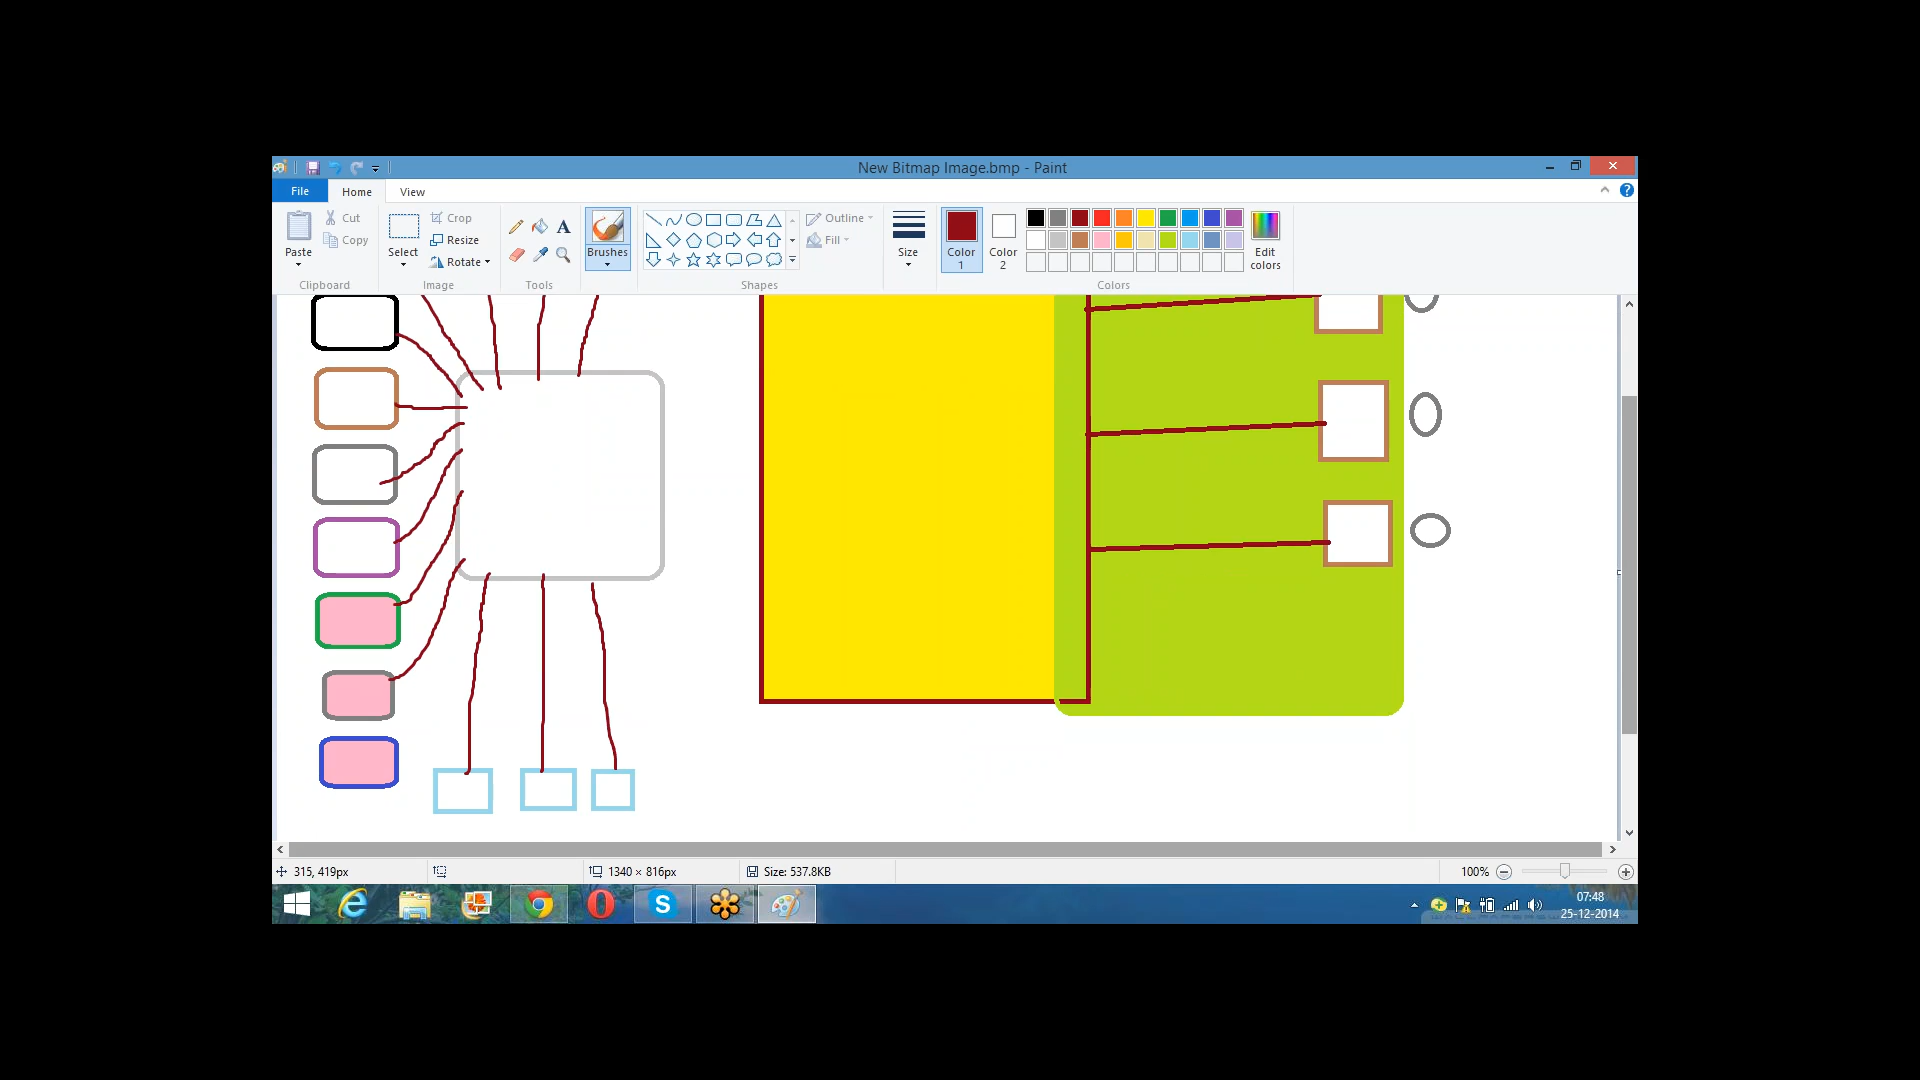 New Bitmap Image.bmp - Paint
File Home View
Paste
Cut
Copy
Clipboard
Select
Crop
Resize
Rotate
Image
A
Tools
Brushes
Outline
Fill
Shapes
Size
Color
1
Color
2
Edit
colors
Colors
315, 419px
1340 × 816px
Size: 537.8KB
100%
07:48
25-12-2014